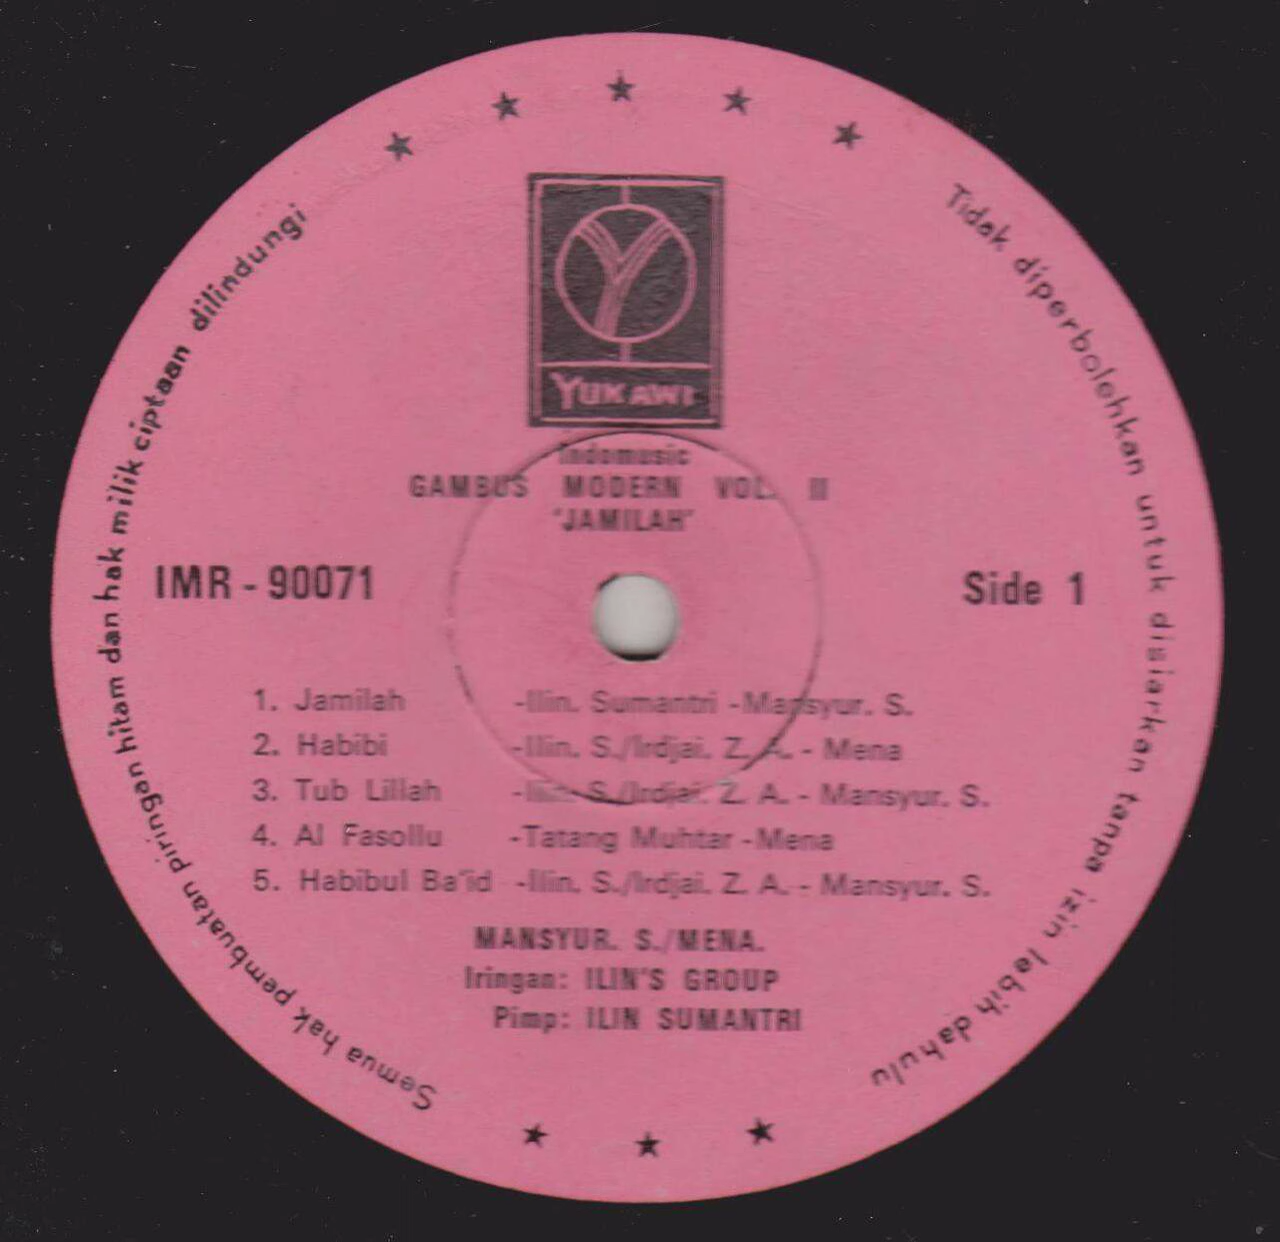 YUKAWI
Indomusic
GAMBUS MODERN VOL. II
"JAMILAH"
IMR - 90071
Side 1
1. Jamilah -Ilin. Sumantri -Mansyur. S.
2. Habibi -Ilin. S./Irdjai. Z. A. - Mena
3. Tub Lillah -Ilin. S./Irdjai. Z. A. - Mansyur. S.
4. Al Fasollu -Tatang Muhtar -Mena
5. Habibul Ba'id -Ilin. S./Irdjai. Z. A. - Mansyur. S.
MANSYUR. S./MENA.
Iringan: ILIN'S GROUP
Pimp: ILIN SUMANTRI
Semua hak pembuatan piringan hitam dan hak milik ciptaan dilindungi
Tidak diperbolehkan untuk disiarkan tanpa izin lebih dahulu